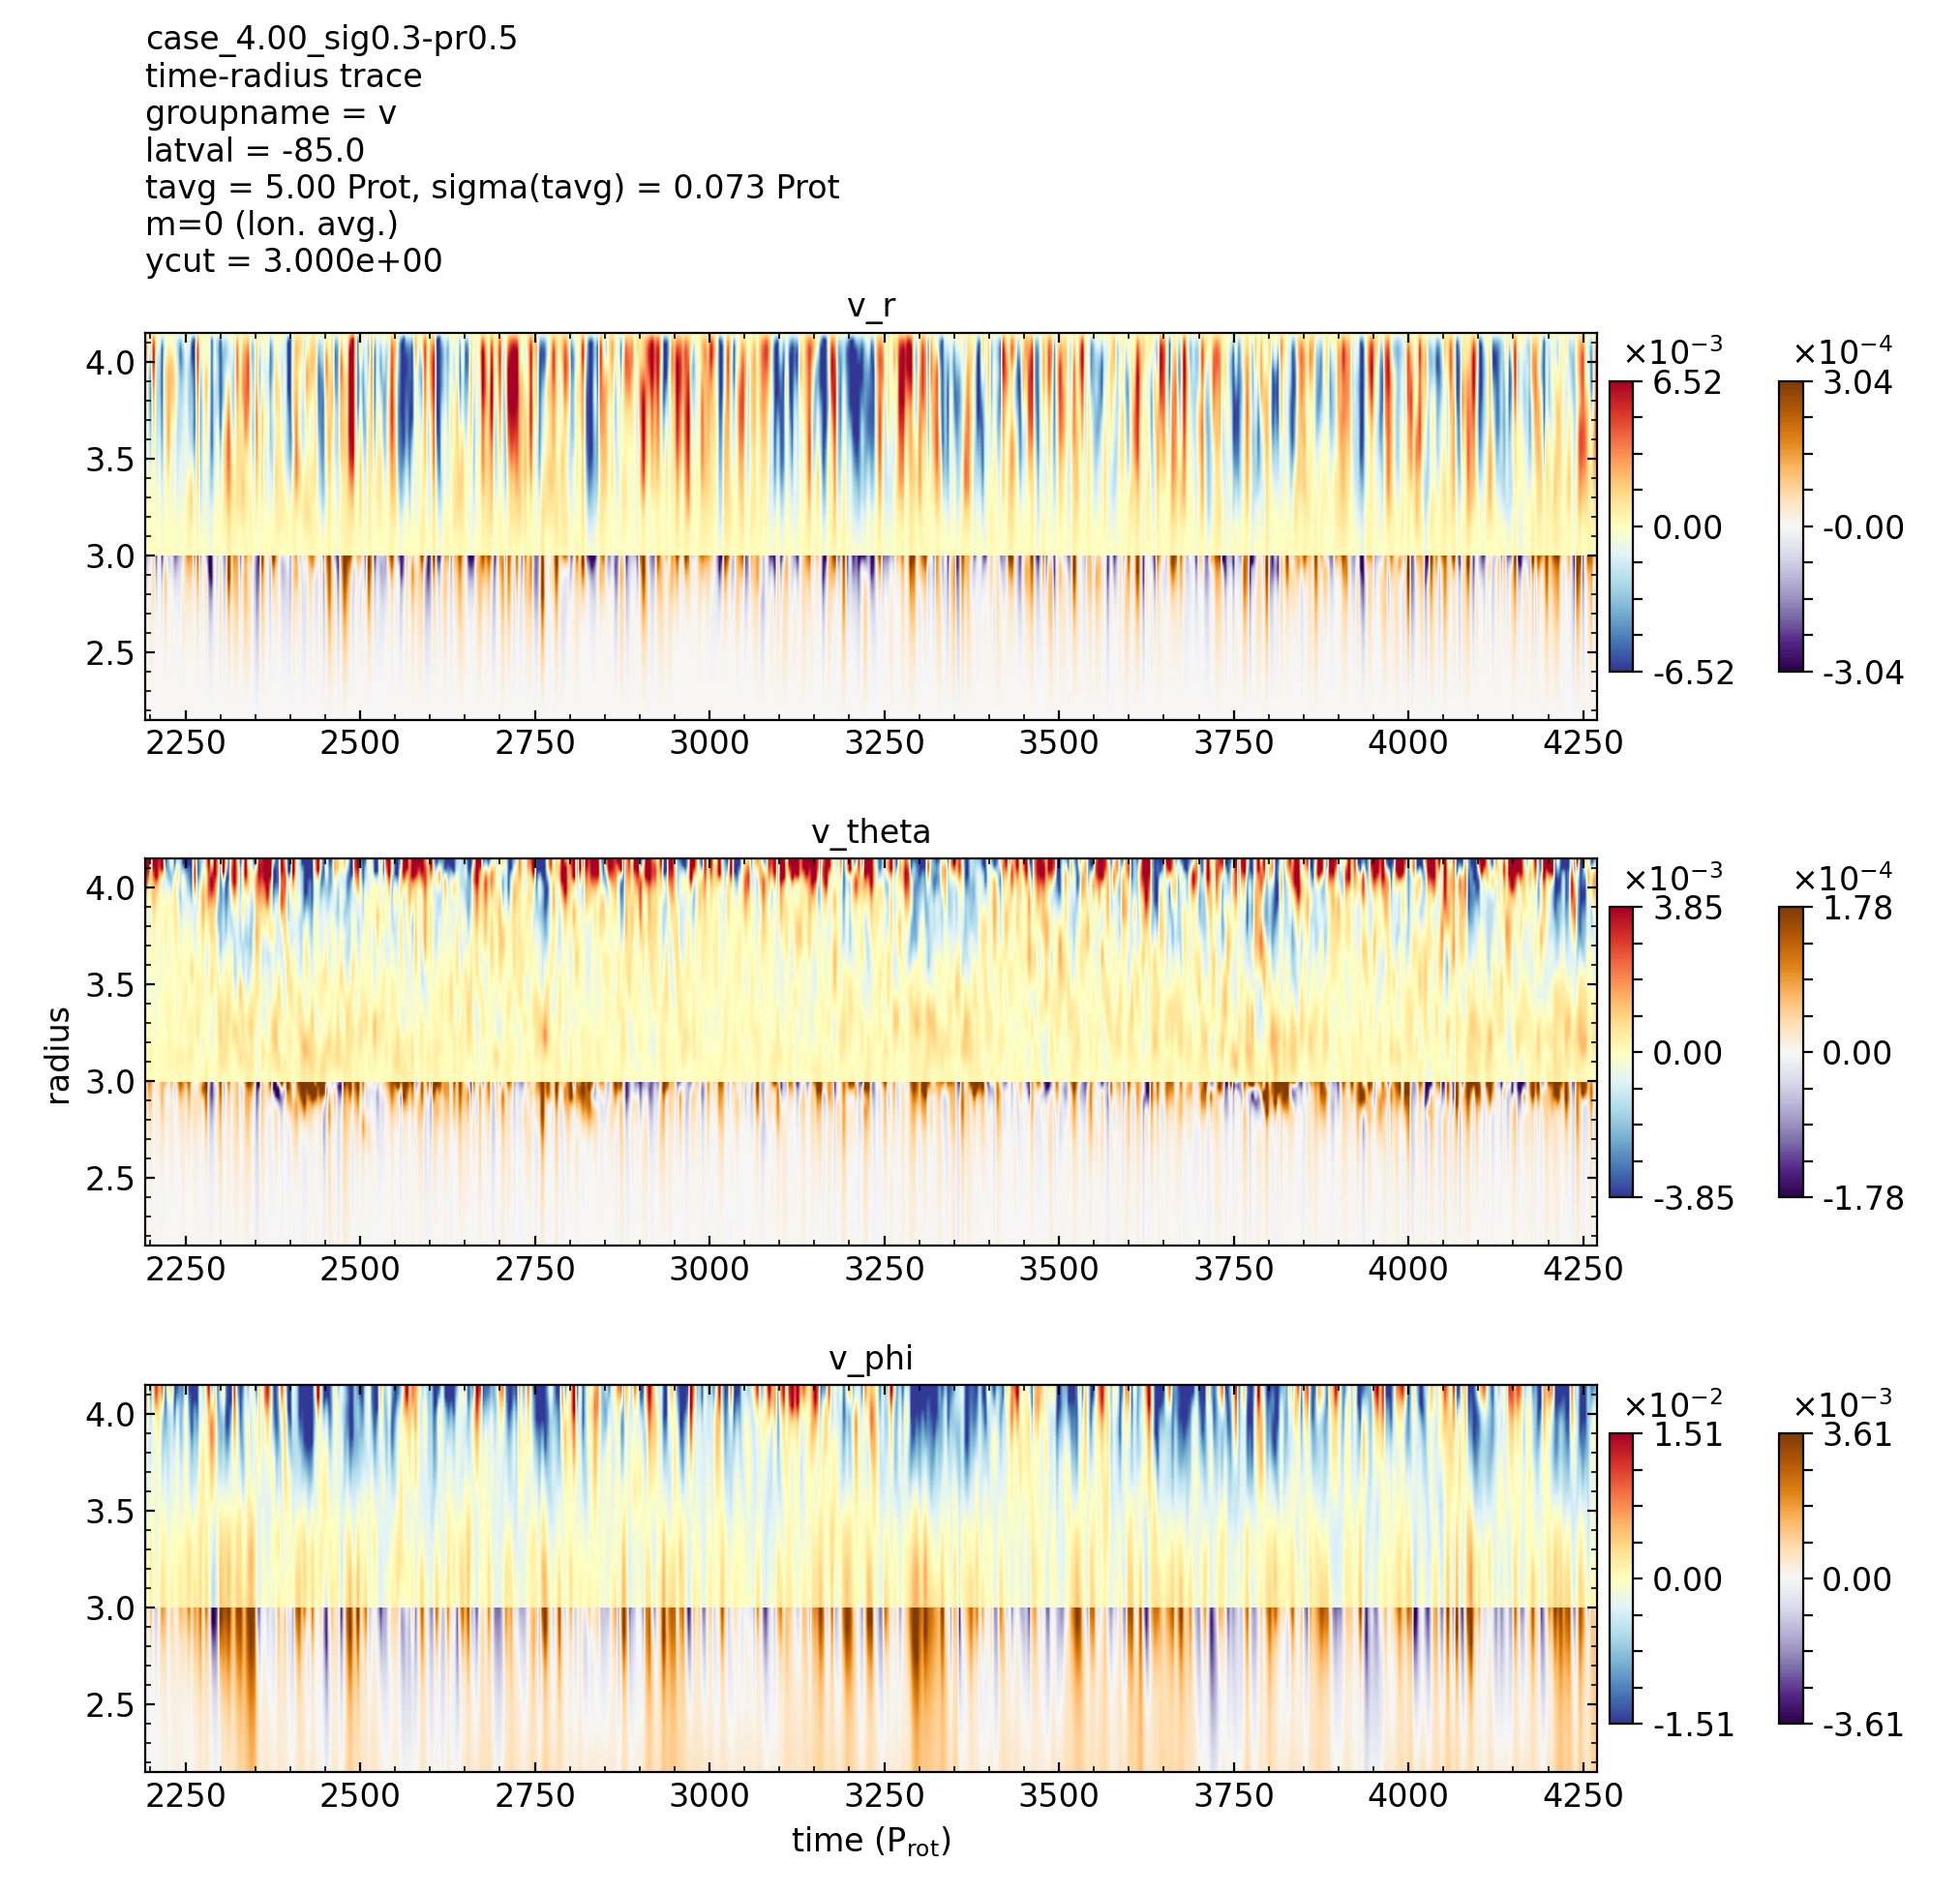 case_4.00_sig0.3-pr0.5
time-radius trace
groupname = v
latval = -85.0
tavg = 5.00 Prot, sigma(tavg) = 0.073 Prot
m=0 (lon. avg.)
ycut = 3.000e+00
v_r
4.0
3.5
3.0
2.5
2250 2500 2750 3000 3250 3500 3750 4000 4250
×10⁻³
6.52
0.00
-6.52
×10⁻⁴
3.04
-0.00
-3.04
v_theta
radius
4.0
3.5
3.0
2.5
2250 2500 2750 3000 3250 3500 3750 4000 4250
×10⁻³
3.85
0.00
-3.85
×10⁻⁴
1.78
0.00
-1.78
v_phi
4.0
3.5
3.0
2.5
2250 2500 2750 3000 3250 3500 3750 4000 4250
time (P_rot)
×10⁻²
1.51
0.00
-1.51
×10⁻³
3.61
0.00
-3.61